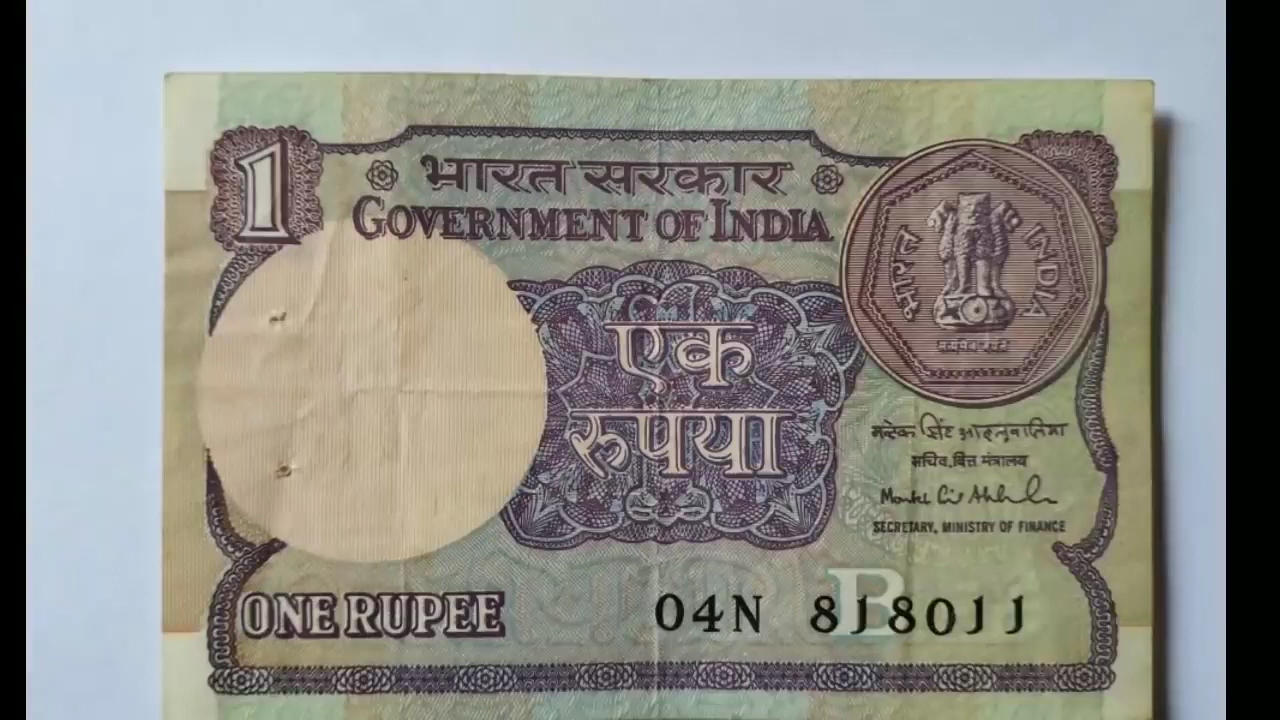 1
भारत सरकार
GOVERNMENT OF INDIA
भारत
INDIA
सत्यमेव जयते
एक
रुपया
मन्टेक सिंह आहलुवालिया
सचिव, वित्त मंत्रालय
SECRETARY, MINISTRY OF FINANCE
ONE RUPEE
B
04N 818011